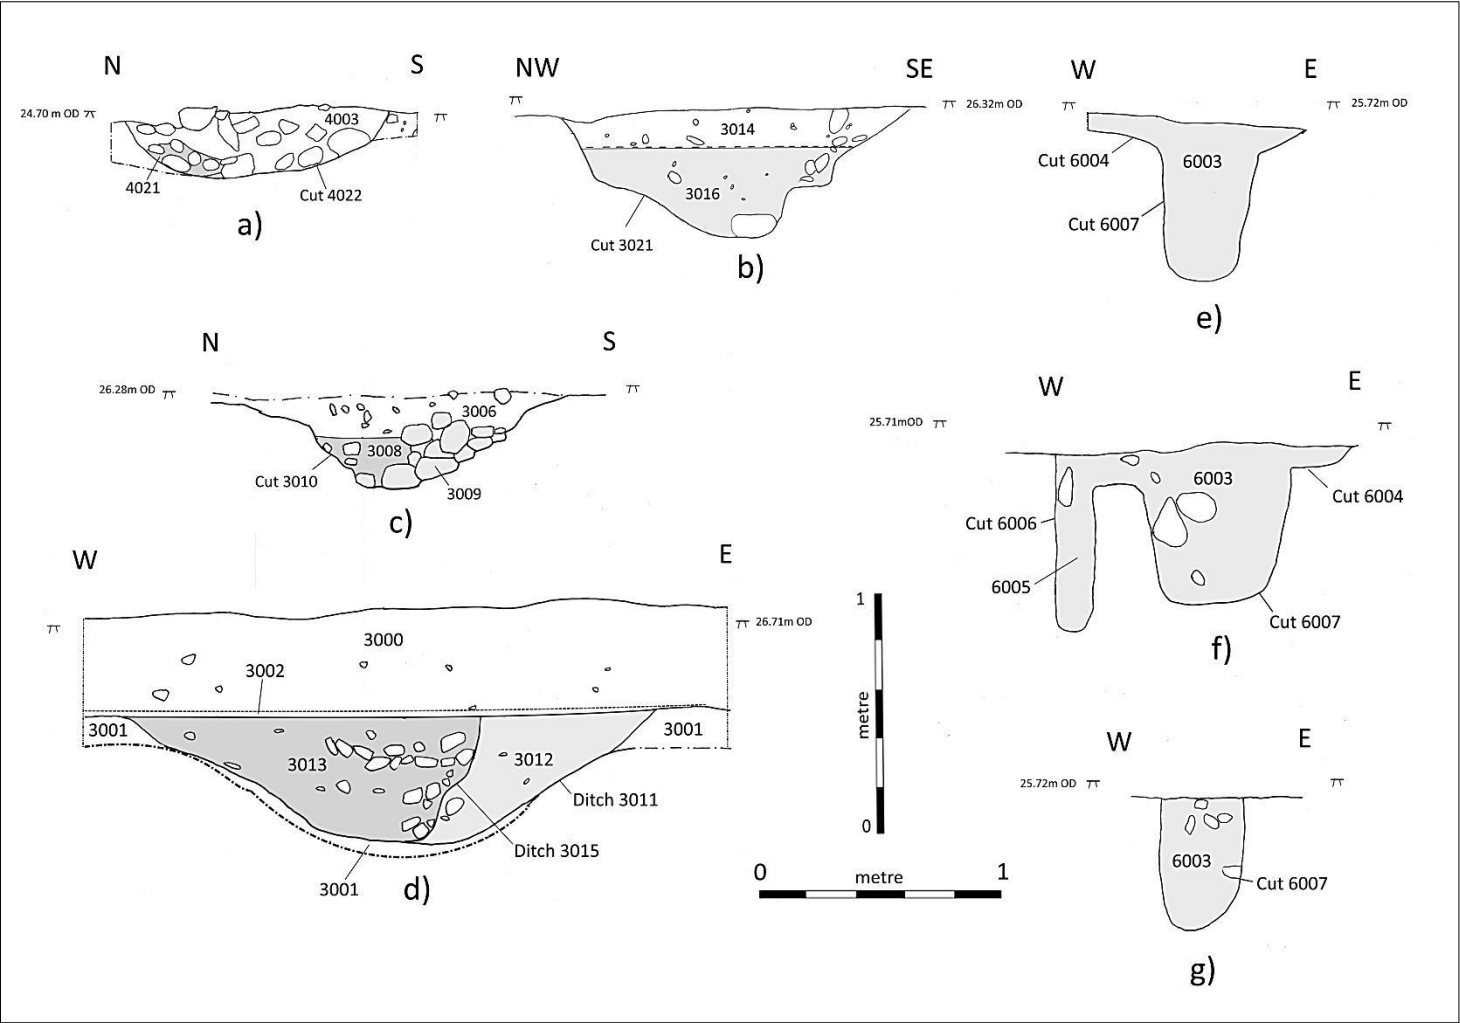 N
S
24.70 m OD
4003
4021
Cut 4022
a)
NW
SE
26.32m OD
3014
3016
Cut 3021
b)
W
E
25.72m OD
Cut 6004
6003
Cut 6007
e)
N
S
26.28m OD
3006
3008
Cut 3010
3009
c)
W
E
25.71mOD
6003
Cut 6004
Cut 6006
6005
Cut 6007
f)
W
E
26.71m OD
3000
3002
3001
3001
3013
3012
Ditch 3011
Ditch 3015
3001
d)
1
metre
0
0
metre
1
W
E
25.72m OD
6003
Cut 6007
g)